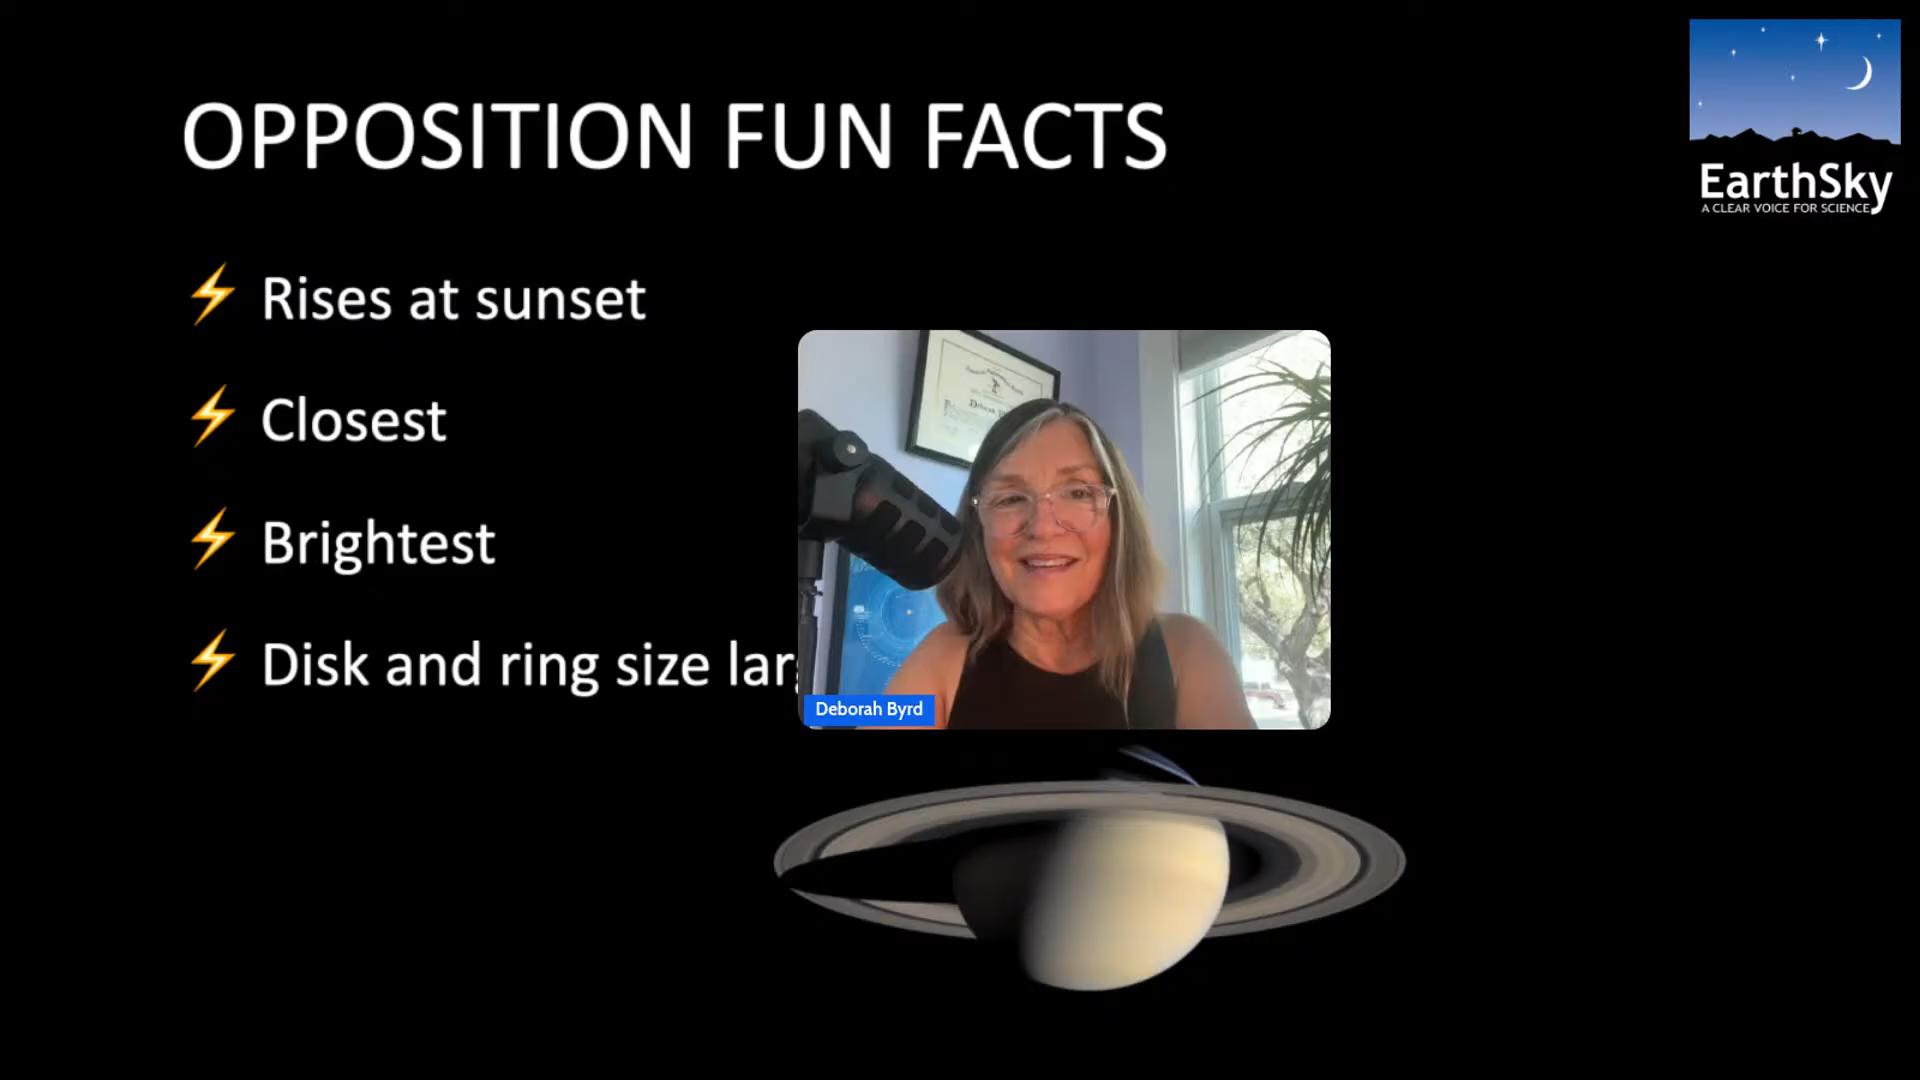 OPPOSITION FUN FACTS
EarthSky
A CLEAR VOICE FOR SCIENCE
⚡ Rises at sunset
⚡ Closest
⚡ Brightest
⚡ Disk and ring size
Deborah Byrd